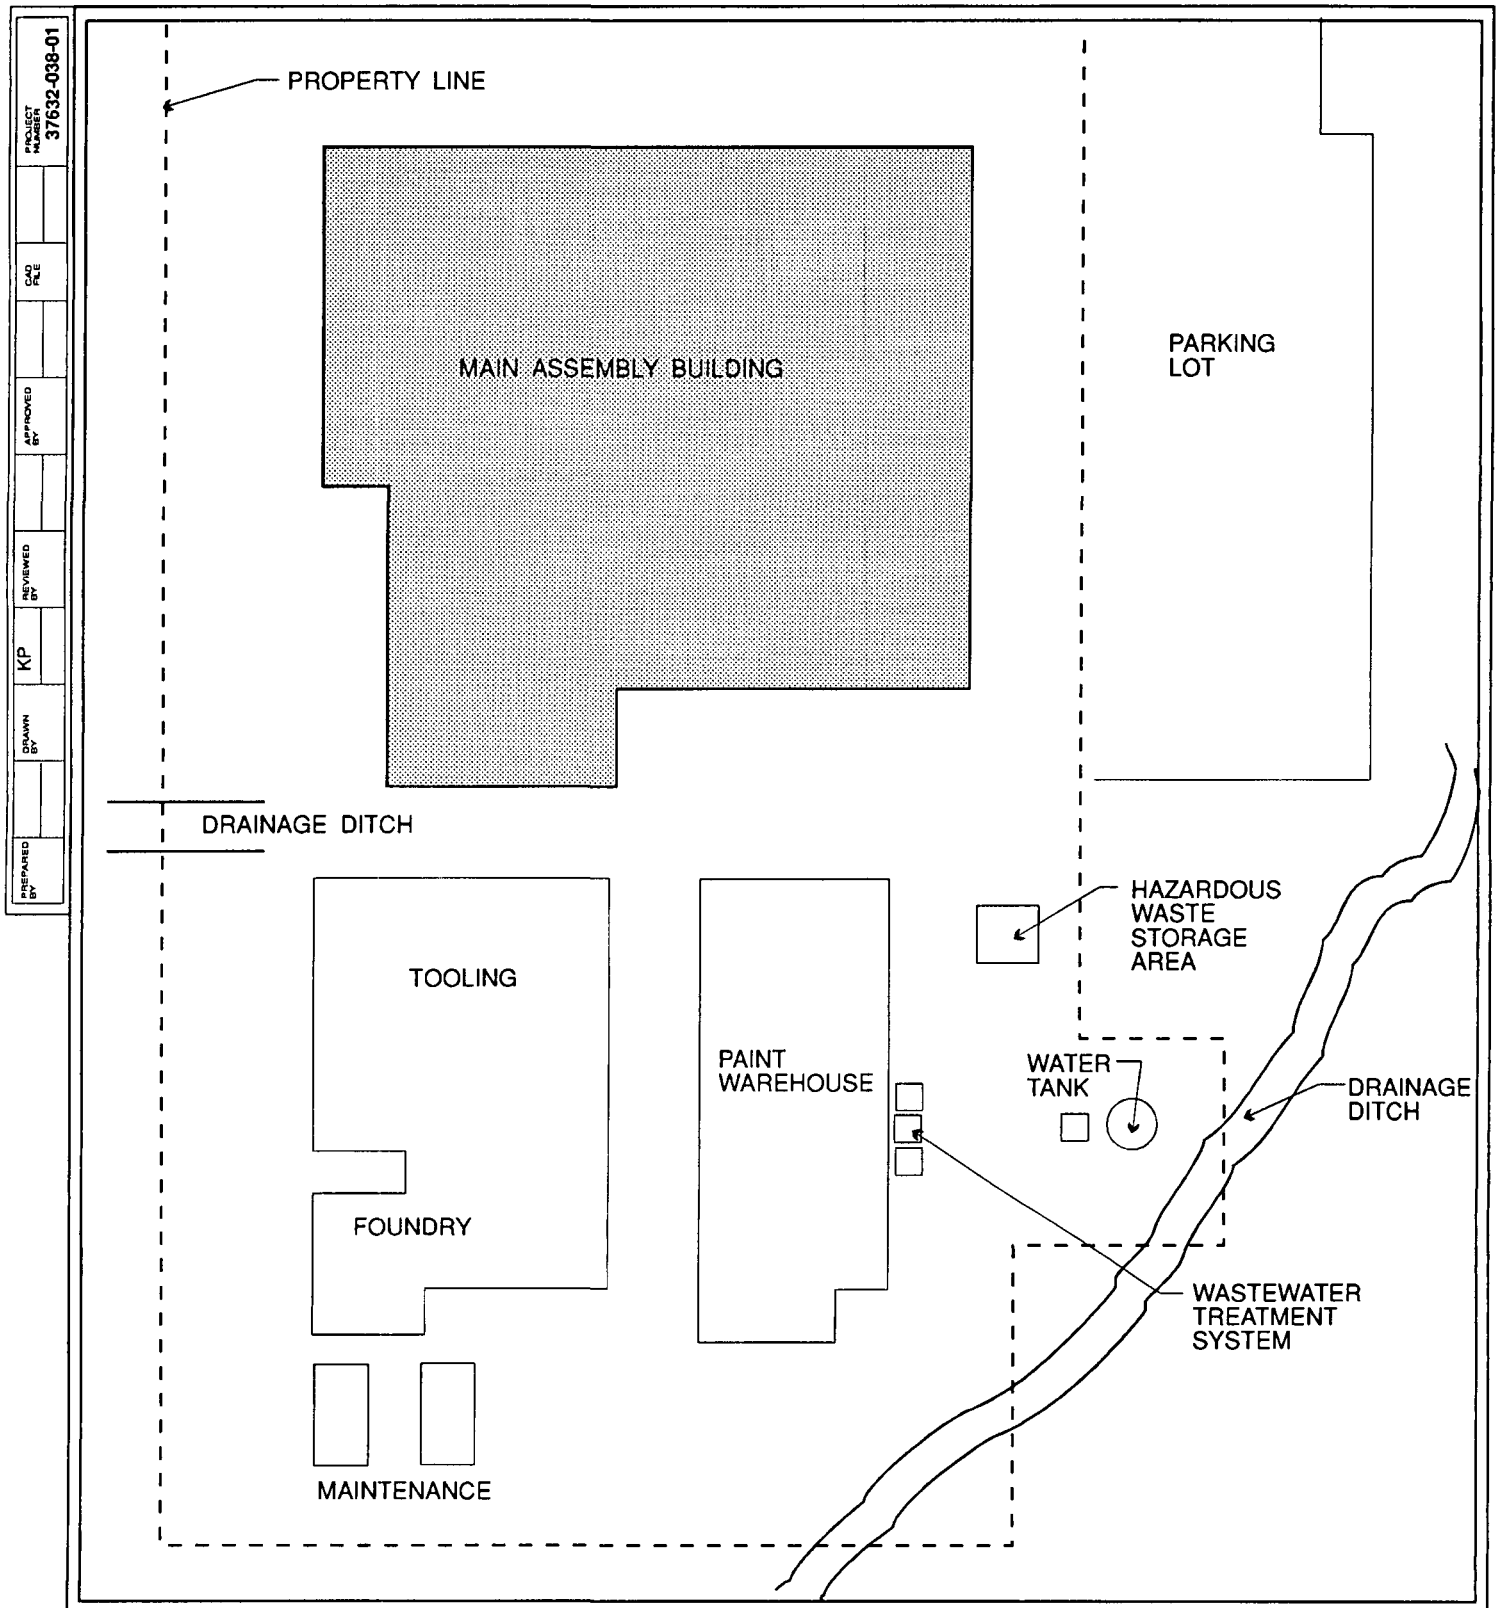 PROJECT
NUMBER
37632-038-01
CAD
FILE
APPROVED
BY
REVIEWED
BY
KP
DRAWN
BY
PREPARED
BY
PROPERTY LINE
MAIN ASSEMBLY BUILDING
PARKING
LOT
DRAINAGE DITCH
HAZARDOUS
WASTE
STORAGE
AREA
TOOLING
PAINT
WAREHOUSE
WATER
TANK
DRAINAGE
DITCH
FOUNDRY
WASTEWATER
TREATMENT
SYSTEM
MAINTENANCE